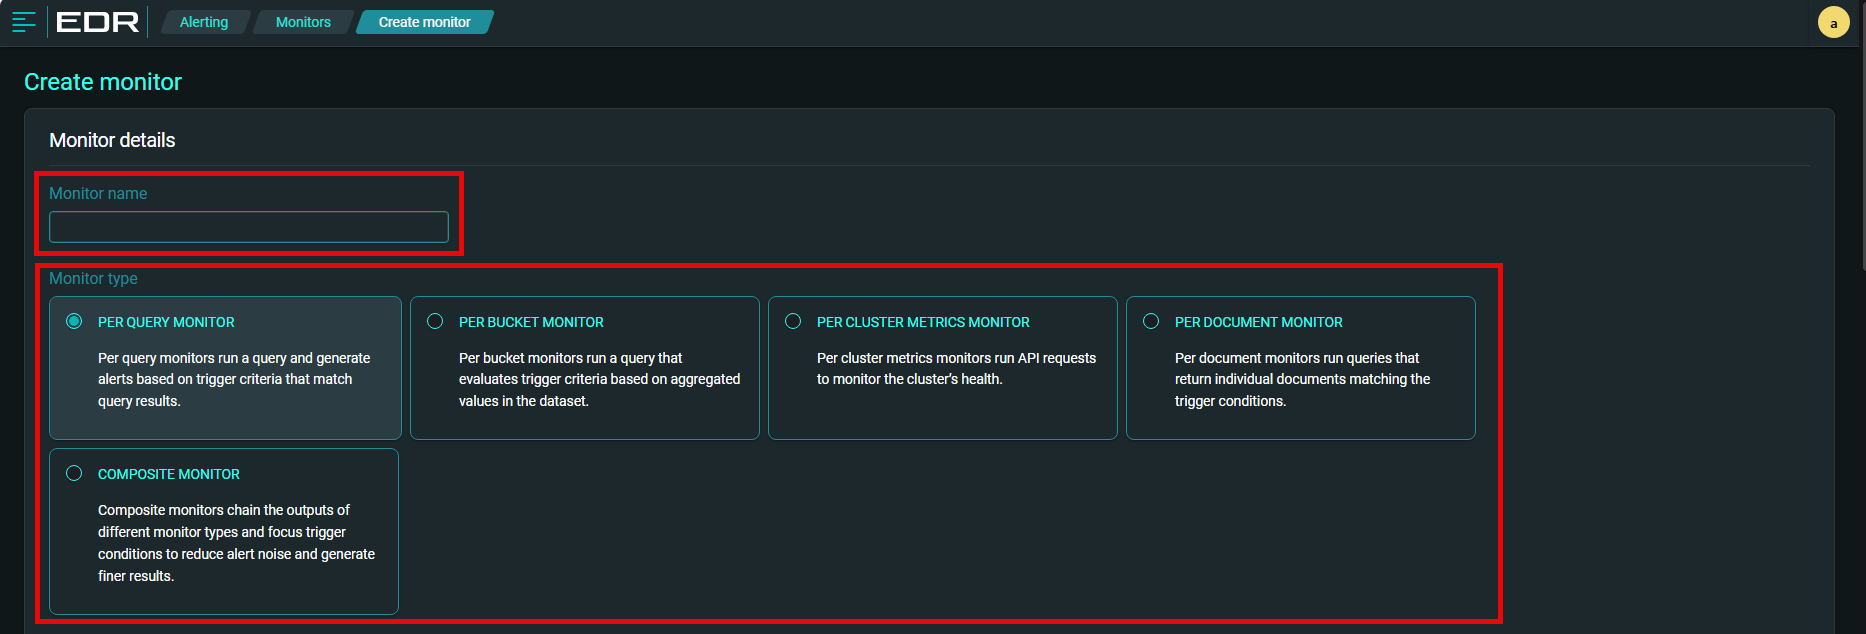 EDR Alerting Monitors Create monitor a
Create monitor
Monitor details
Monitor name
Monitor type
PER QUERY MONITOR
Per query monitors run a query and generate
alerts based on trigger criteria that match
query results.
PER BUCKET MONITOR
Per bucket monitors run a query that
evaluates trigger criteria based on aggregated
values in the dataset.
PER CLUSTER METRICS MONITOR
Per cluster metrics monitors run API requests
to monitor the cluster's health.
PER DOCUMENT MONITOR
Per document monitors run queries that
return individual documents matching the
trigger conditions.
COMPOSITE MONITOR
Composite monitors chain the outputs of
different monitor types and focus trigger
conditions to reduce alert noise and generate
finer results.